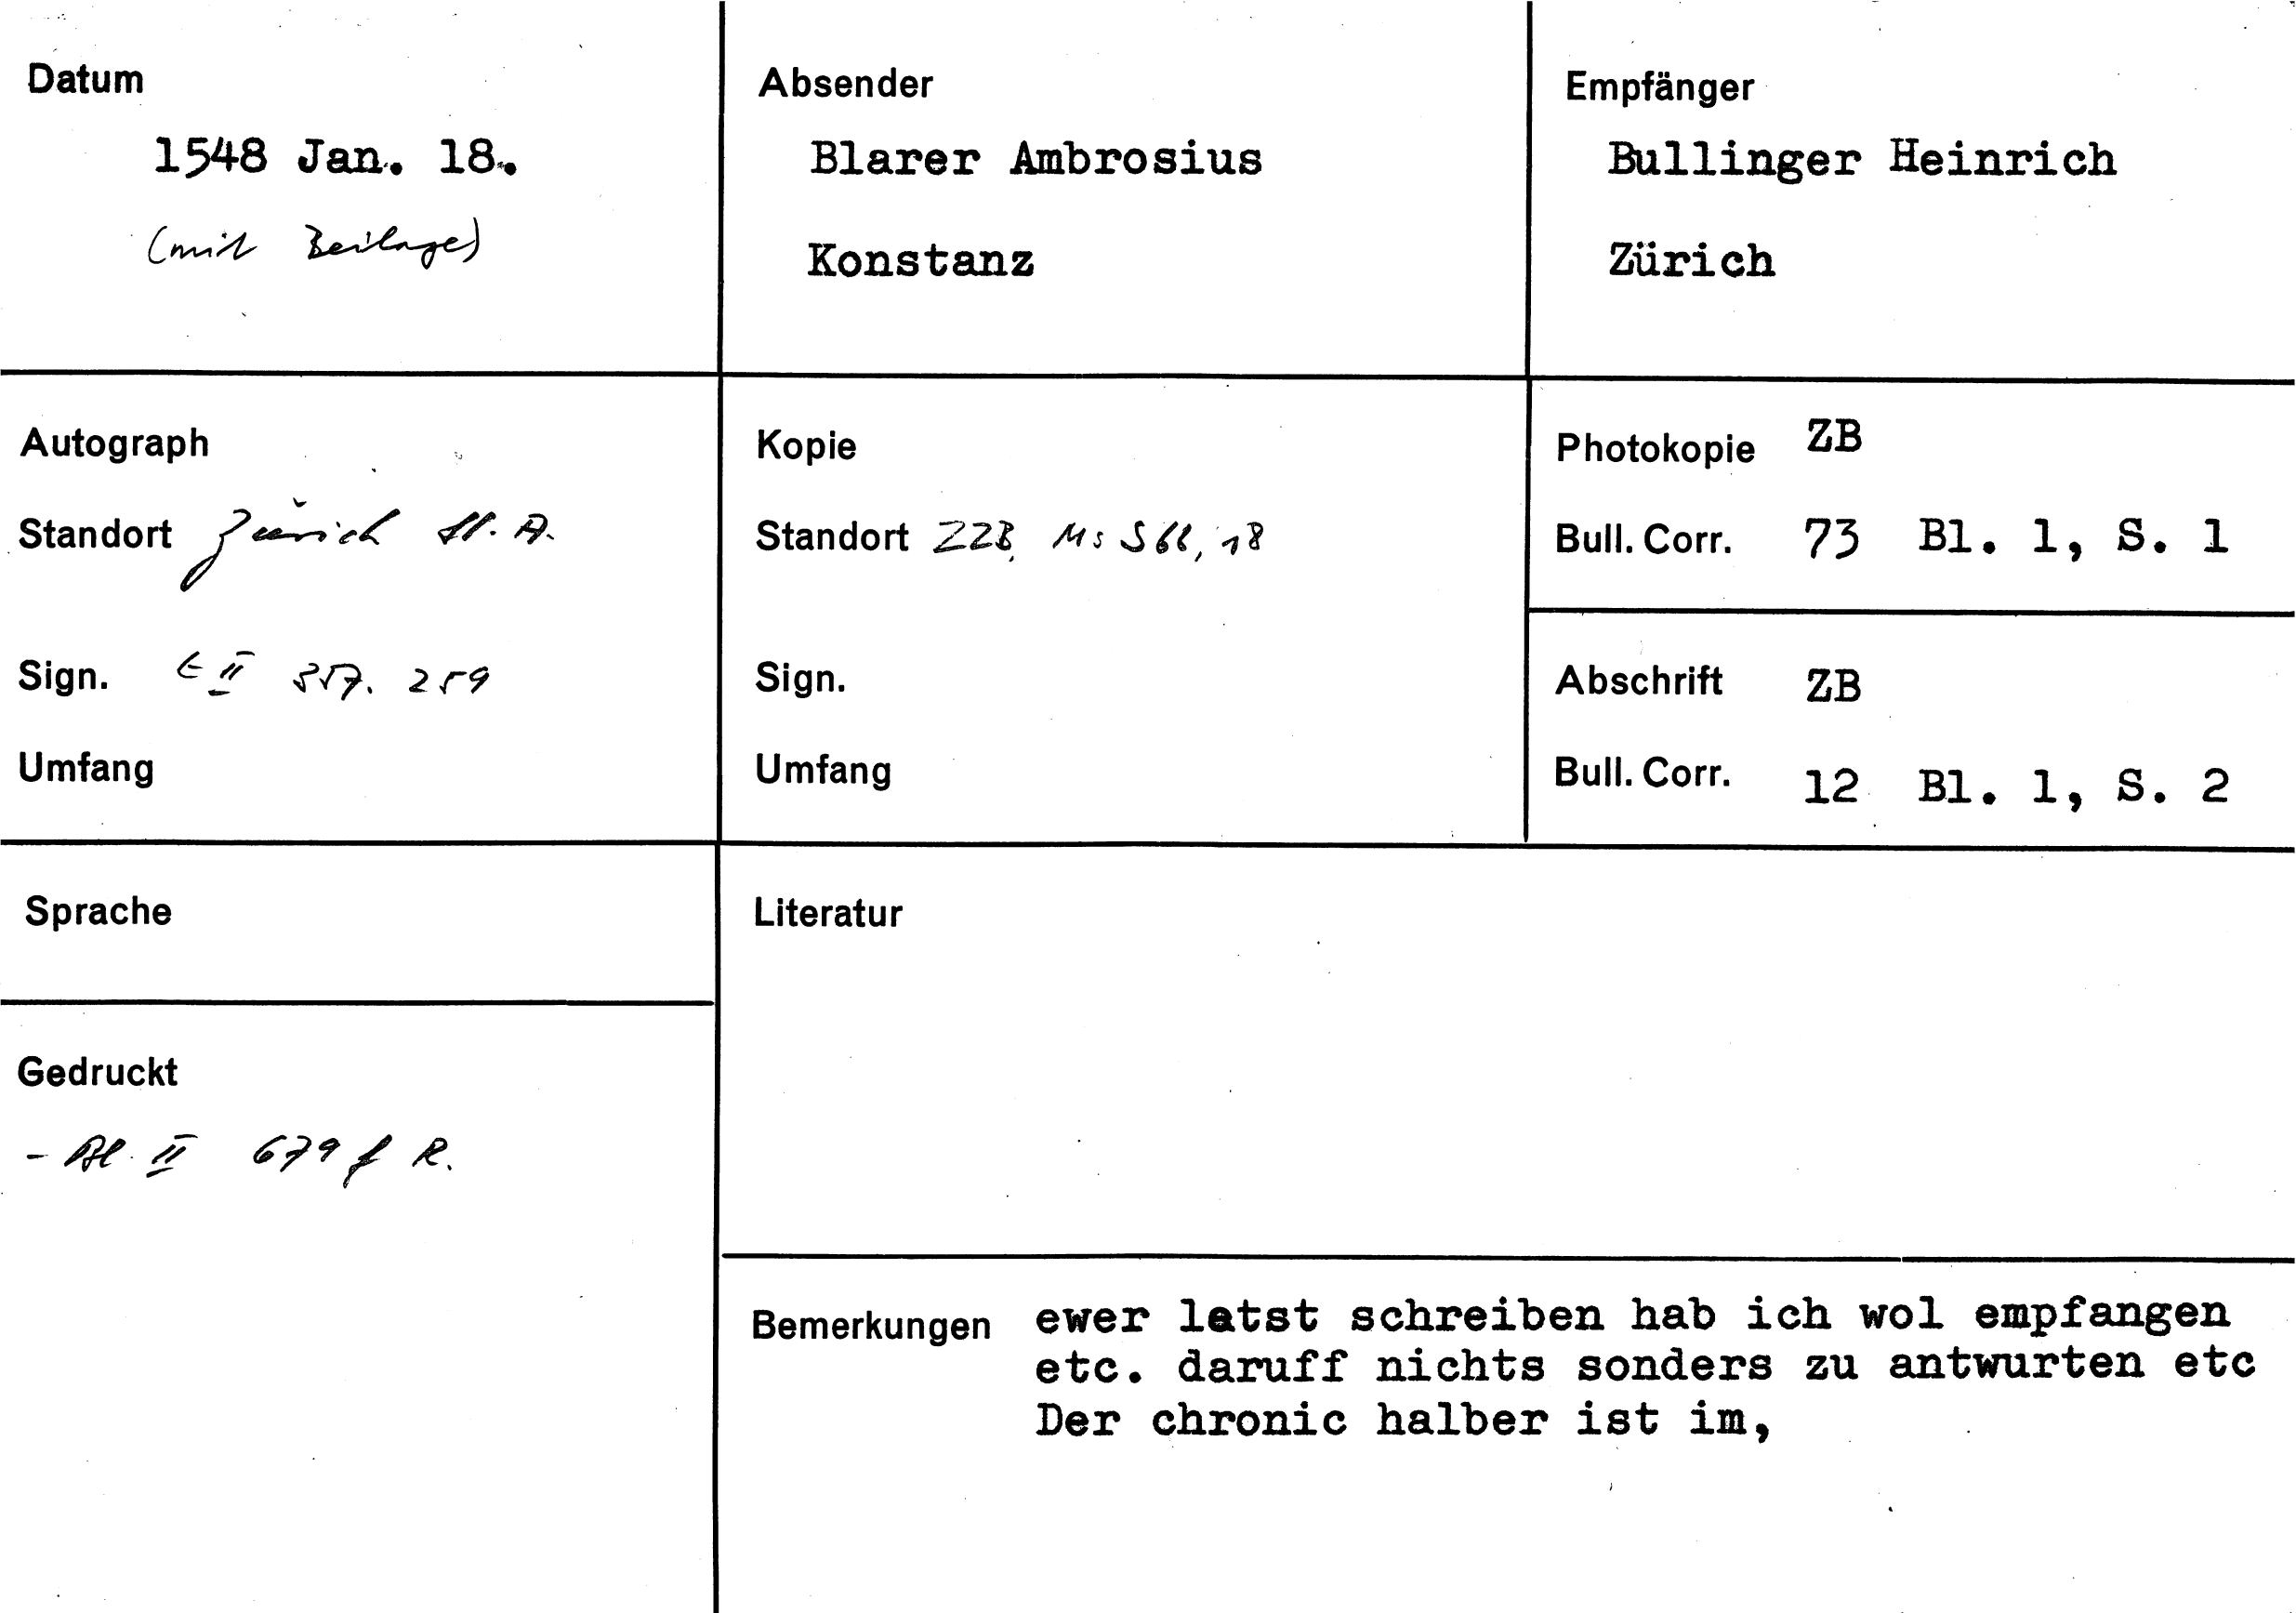 Datum
1548 Jan. 18.
(mit Beilage)
Absender
Blarer Ambrosius
Konstanz
Empfänger
Bullinger Heinrich
Zürich
Autograph
Standort Zürich St. A.
Sign. E II 357. 259
Umfang
Kopie
Standort ZZB, Ms S 66, 18
Sign.
Umfang
Photokopie ZB
Bull. Corr. 73 Bl. 1, S. 1
Abschrift ZB
Bull. Corr. 12 Bl. 1, S. 2
Sprache
Gedruckt
- Bl. II 679 f R.
Literatur
Bemerkungen ewer letst schreiben hab ich wol empfangen
etc. daruff nichts sonders zu antwurten etc
Der chronic halber ist im,